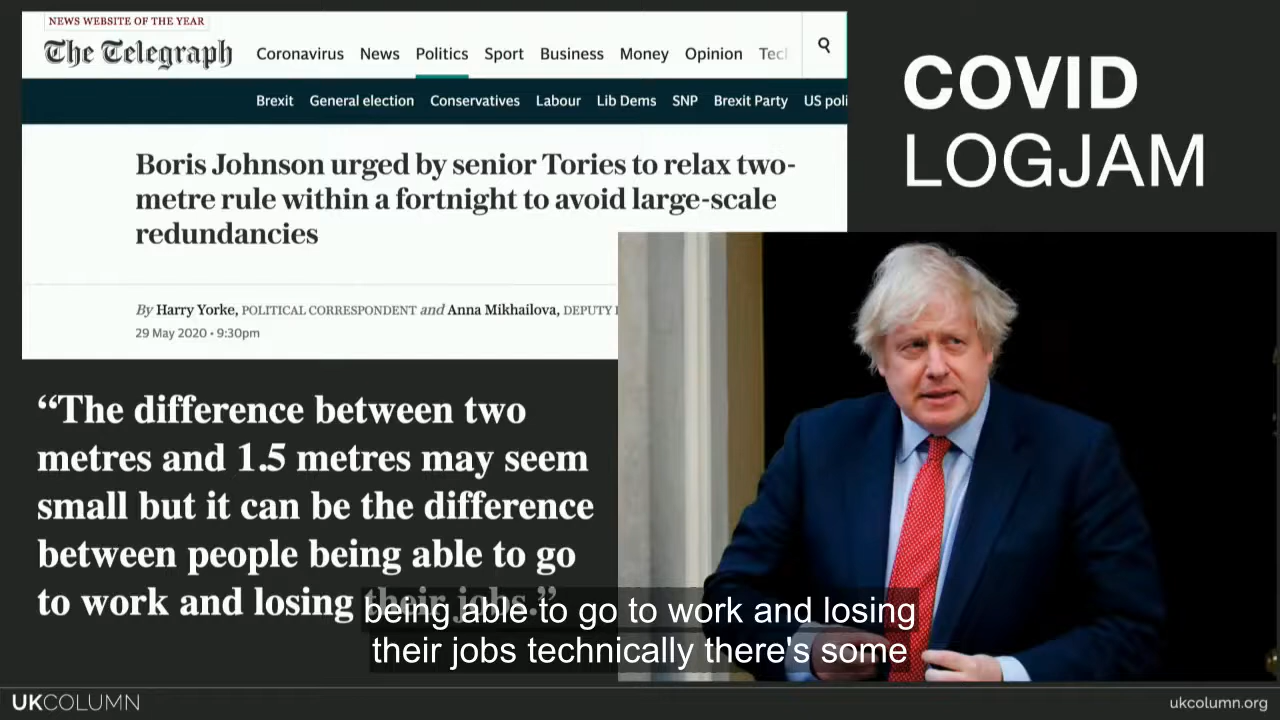 NEWS WEBSITE OF THE YEAR
The Telegraph
Coronavirus News Politics Sport Business Money Opinion Tecl
Brexit General election Conservatives Labour Lib Dems SNP Brexit Party US poli
COVID
LOGJAM
Boris Johnson urged by senior Tories to relax two-
metre rule within a fortnight to avoid large-scale
redundancies
By Harry Yorke, POLITICAL CORRESPONDENT and Anna Mikhailova, DEPUTY
29 May 2020 • 9:30pm
“The difference between two
metres and 1.5 metres may seem
small but it can be the difference
between people being able to go
to work and losing their jobs.”
being able to go to work and losing
their jobs technically there's some
UKCOLUMN
ukcolumn.org